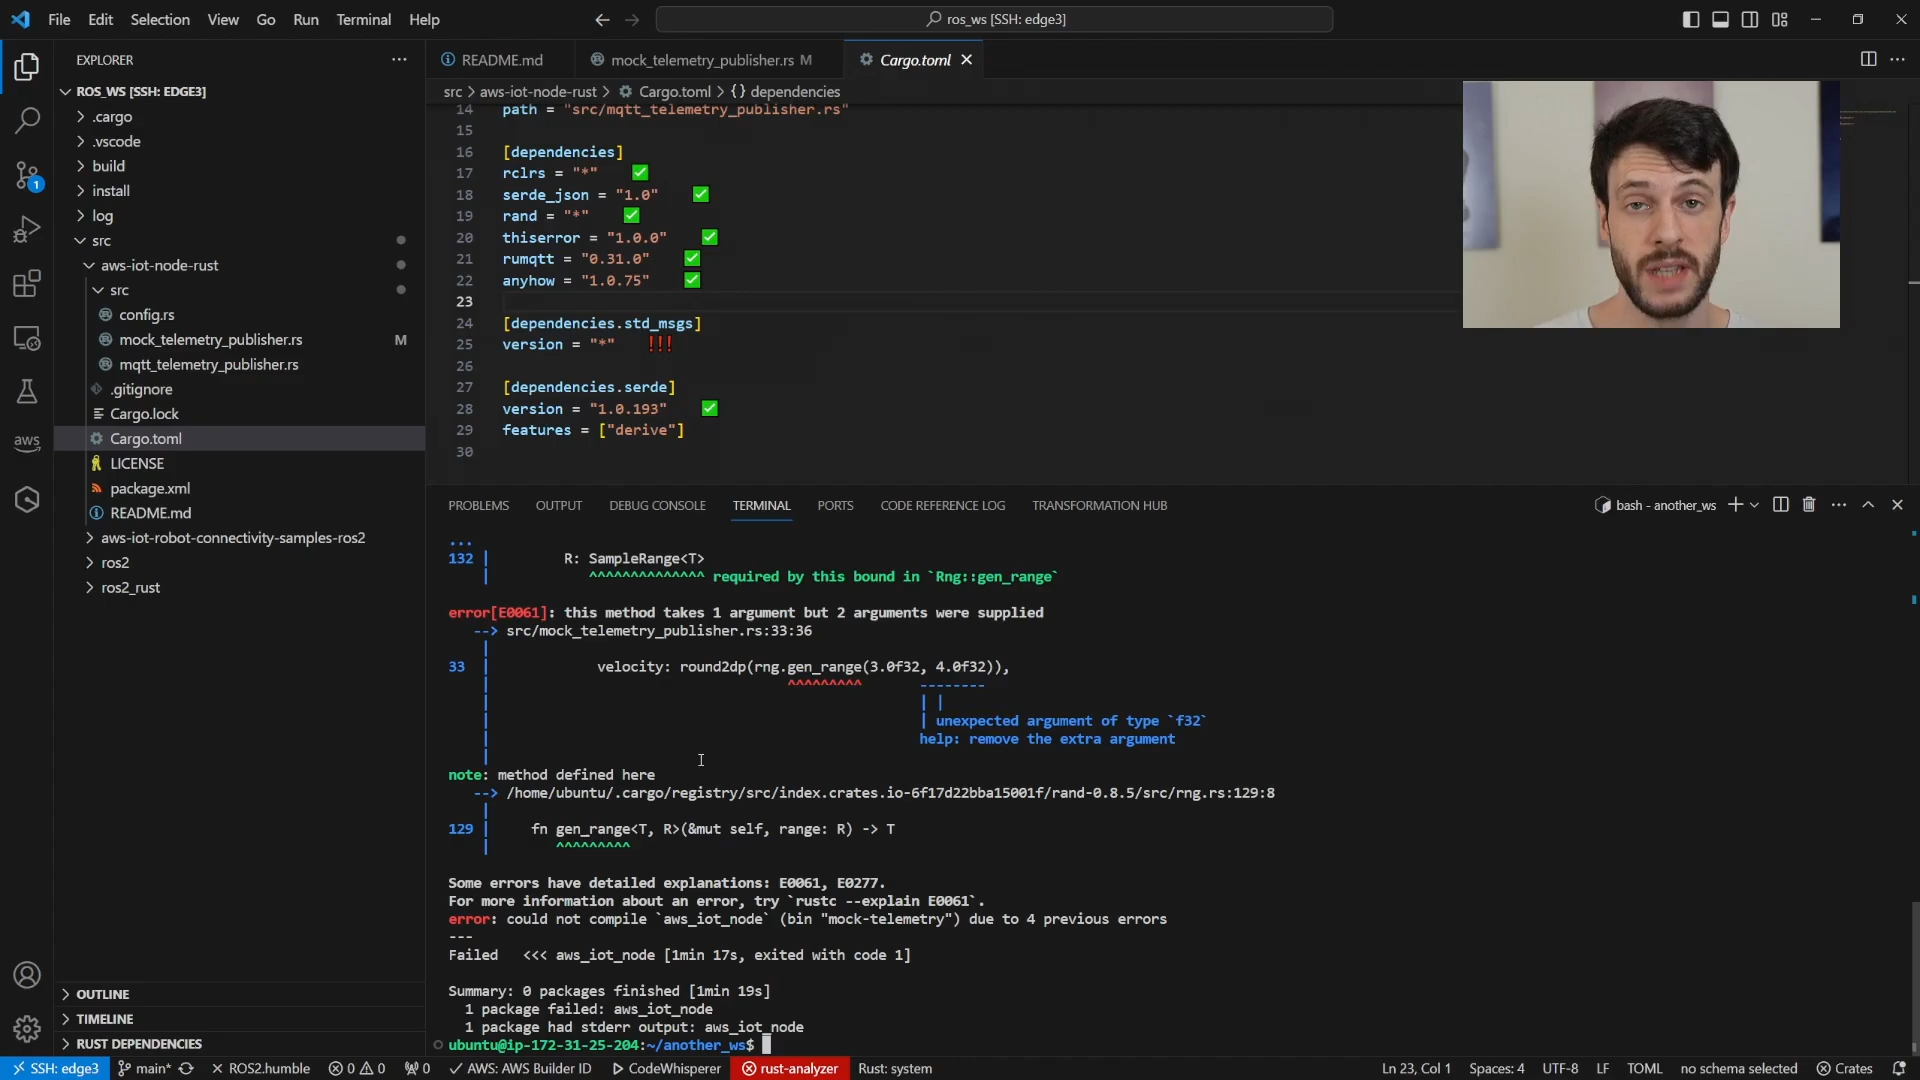 File Edit Selection View Go Run Terminal Help
ros_ws [SSH: edge3]
EXPLORER
ROS_WS [SSH: EDGE3]
.cargo
.vscode
build
install
log
src
aws-iot-node-rust
src
config.rs
mock_telemetry_publisher.rs M
mqtt_telemetry_publisher.rs
.gitignore
Cargo.lock
Cargo.toml
LICENSE
package.xml
README.md
aws-iot-robot-connectivity-samples-ros2
ros2
ros2_rust
OUTLINE
TIMELINE
RUST DEPENDENCIES
aws
1
README.md mock_telemetry_publisher.rs M Cargo.toml
src > aws-iot-node-rust > Cargo.toml > {} dependencies
14 path = "src/mqtt_telemetry_publisher.rs"
15
16 [dependencies]
17 rclrs = "*" ✅
18 serde_json = "1.0" ✅
19 rand = "*" ✅
20 thiserror = "1.0.0" ✅
21 rumqtt = "0.31.0" ✅
22 anyhow = "1.0.75" ✅
23
24 [dependencies.std_msgs]
25 version = "*" !!!
26
27 [dependencies.serde]
28 version = "1.0.193" ✅
29 features = ["derive"]
30
PROBLEMS OUTPUT DEBUG CONSOLE TERMINAL PORTS CODE REFERENCE LOG TRANSFORMATION HUB
bash - another_ws
...
132 | R: SampleRange<T>
| ^^^^^^^^^^^^^^ required by this bound in `Rng::gen_range`
error[E0061]: this method takes 1 argument but 2 arguments were supplied
--> src/mock_telemetry_publisher.rs:33:36
|
33 | velocity: round2dp(rng.gen_range(3.0f32, 4.0f32)),
| ^^^^^^^^^ --------
| | |
| | unexpected argument of type `f32`
| help: remove the extra argument
|
note: method defined here
--> /home/ubuntu/.cargo/registry/src/index.crates.io-6f17d22bba15001f/rand-0.8.5/src/rng.rs:129:8
|
129 | fn gen_range<T, R>(&mut self, range: R) -> T
| ^^^^^^^^^
Some errors have detailed explanations: E0061, E0277.
For more information about an error, try `rustc --explain E0061`.
error: could not compile `aws_iot_node` (bin "mock-telemetry") due to 4 previous errors
---
Failed <<< aws_iot_node [1min 17s, exited with code 1]
Summary: 0 packages finished [1min 19s]
1 package failed: aws_iot_node
1 package had stderr output: aws_iot_node
ubuntu@ip-172-31-25-204:~/another_ws$
SSH: edge3 main* ROS2.humble 0 0 0 AWS: AWS Builder ID CodeWhisperer rust-analyzer Rust: system Ln 23, Col 1 Spaces: 4 UTF-8 LF TOML no schema selected Crates